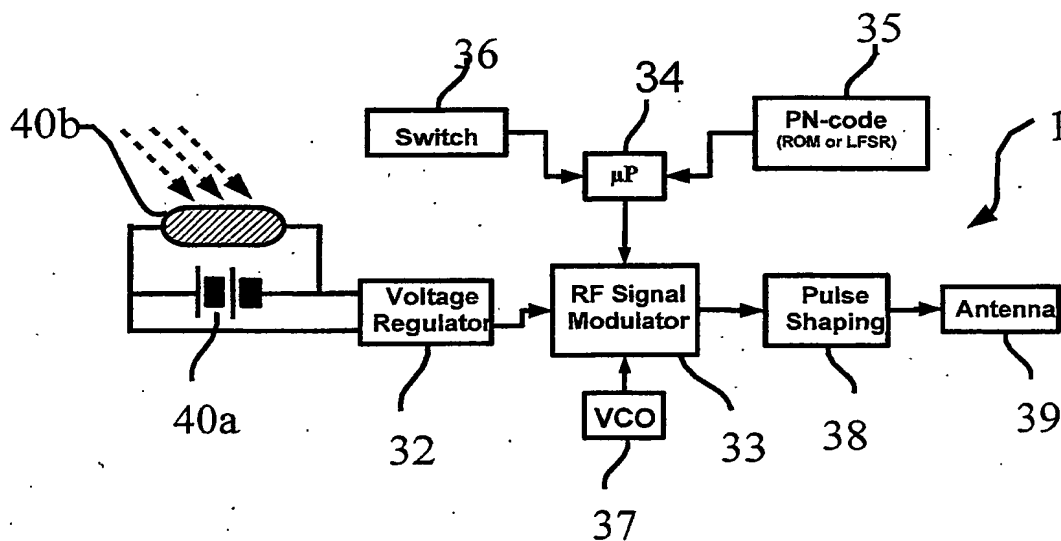 36
34
35
40b
Switch
PN-code
(ROM or LFSR)
1
µP
Voltage
Regulator
RF Signal
Modulator
Pulse
Shaping
Antenna
40a
32
VCO
33
38
39
37